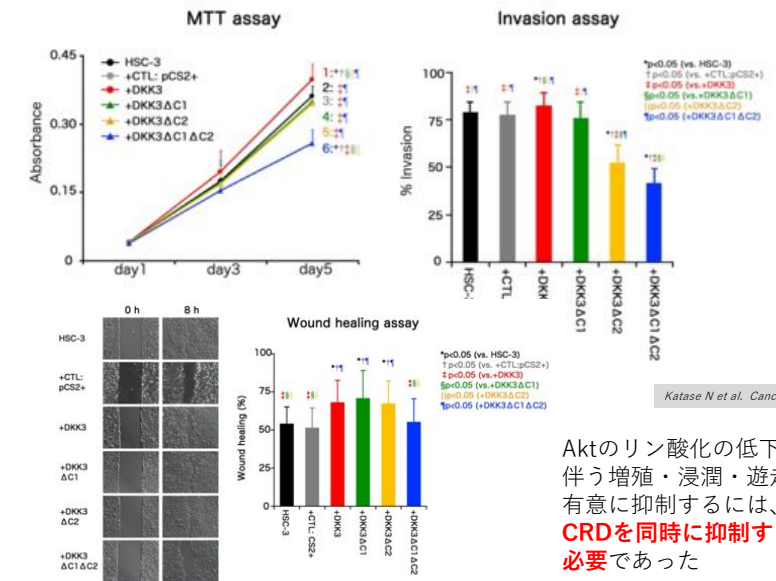 MTT assay
Absorbance
0.45
0.30
0.15
0
day1
day3
day5
HSC-3
+CTL: pCS2+
+DKK3
+DKK3ΔC1
+DKK3ΔC2
+DKK3ΔC1ΔC2
1:*†§
2: ‡¶
3: ‡¶
4: ‡¶
5:‡¶
6:*†‡§
Invasion assay
% Invasion
100
75
50
25
0
HSC-
+CTL
+DKK
+DKK3ΔC1
+DKK3ΔC2
+DKK3ΔC1ΔC2
*p<0.05 (vs. HSC-3)
†p<0.05 (vs. +CTL:pCS2+)
‡p<0.05 (vs.+DKK3)
§p<0.05 (vs.+DKK3ΔC1)
||p<0.05 (+DKK3ΔC2)
¶p<0.05 (+DKK3ΔC1ΔC2)
0 h
8 h
HSC-3
+CTL:
pCS2+
+DKK3
+DKK3
ΔC1
+DKK3
ΔC2
+DKK3
ΔC1ΔC2
Wound healing assay
Wound healing (%)
100
75
50
25
0
HSC-3
+CTL: CS2+
+DKK3
+DKK3ΔC1
+DKK3ΔC2
+DKK3ΔC1ΔC2
*p<0.05 (vs. HSC-3)
†p<0.05 (vs. +CTL:pCS2+)
‡p<0.05 (vs.+DKK3)
§p<0.05 (vs.+DKK3ΔC1)
||p<0.05 (+DKK3ΔC2)
¶p<0.05 (+DKK3ΔC1ΔC2)
Katase N et al. Canc
Aktのリン酸化の低下
伴う増殖・浸潤・遊走
有意に抑制するには、
CRDを同時に抑制す
必要であった